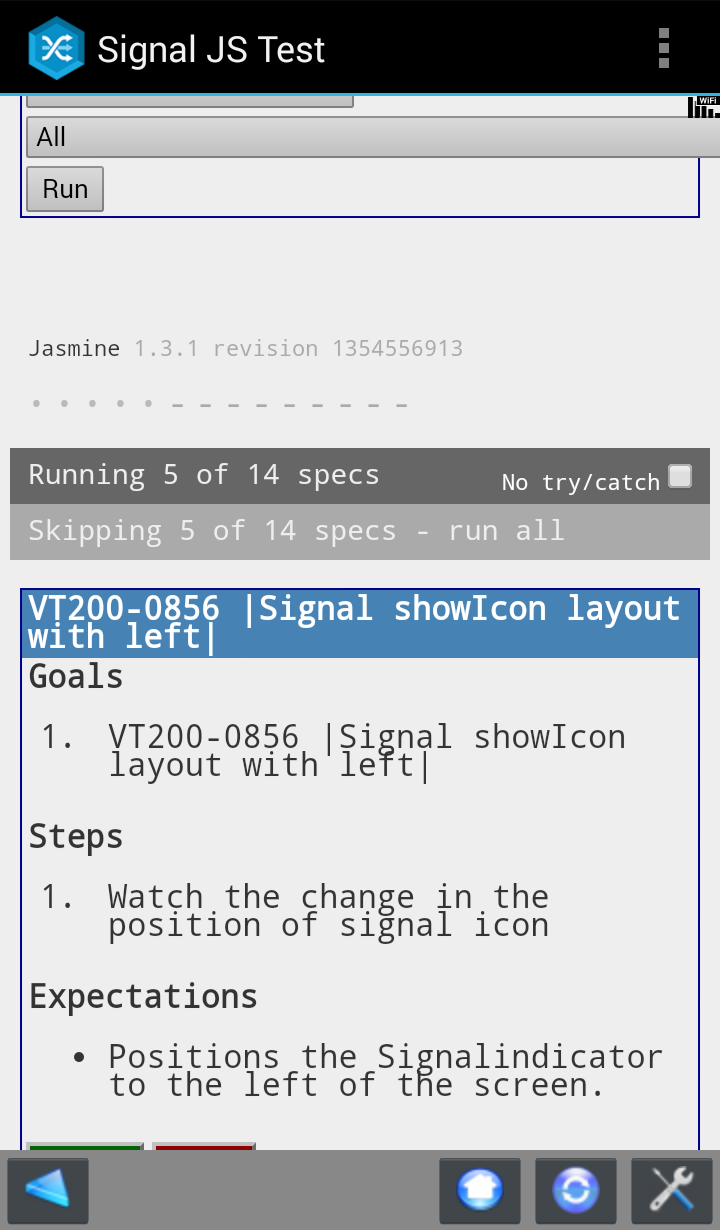 Signal JS Test
WiFi
All
Run
Jasmine 1.3.1 revision 1354556913
• • • • • - - - - - - - - -
Running 5 of 14 specs
No try/catch
Skipping 5 of 14 specs - run all
VT200-0856 |Signal showIcon layout
with left|
Goals
1. VT200-0856 |Signal showIcon
layout with left|
Steps
1. Watch the change in the
position of signal icon
Expectations
• Positions the Signalindicator
to the left of the screen.